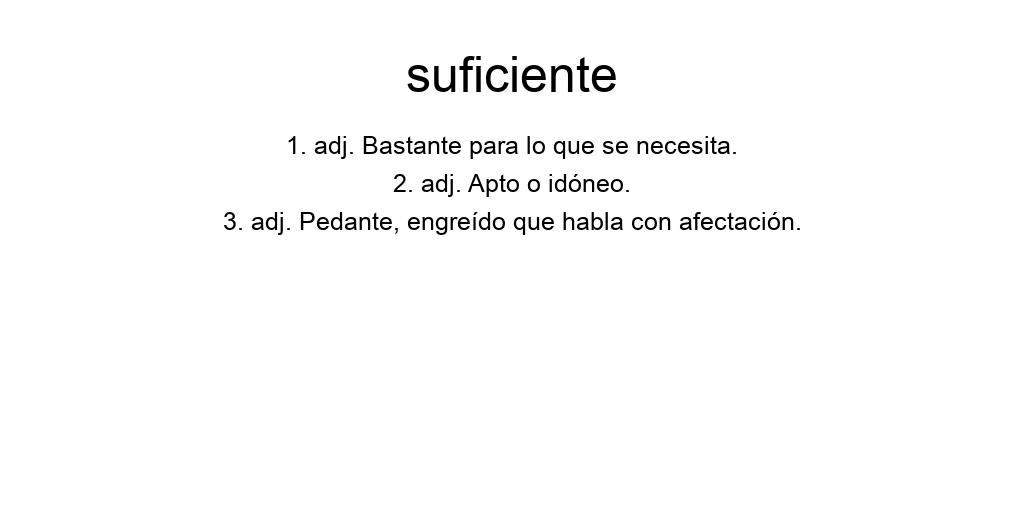 suficiente
1. adj. Bastante para lo que se necesita.
2. adj. Apto o idóneo.
3. adj. Pedante, engreído que habla con afectación.